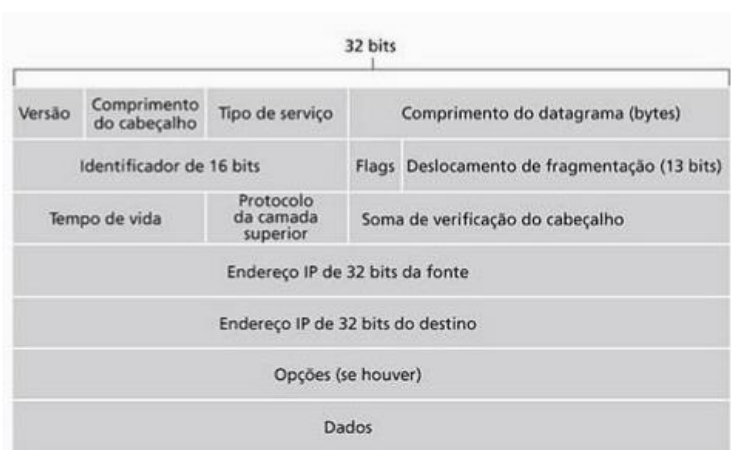 32 bits
Versão
Comprimento
do cabeçalho
Tipo de serviço
Comprimento do datagrama (bytes)
Identificador de 16 bits
Flags
Deslocamento de fragmentação (13 bits)
Tempo de vida
Protocolo
da camada
superior
Soma de verificação do cabeçalho
Endereço IP de 32 bits da fonte
Endereço IP de 32 bits do destino
Opções (se houver)
Dados